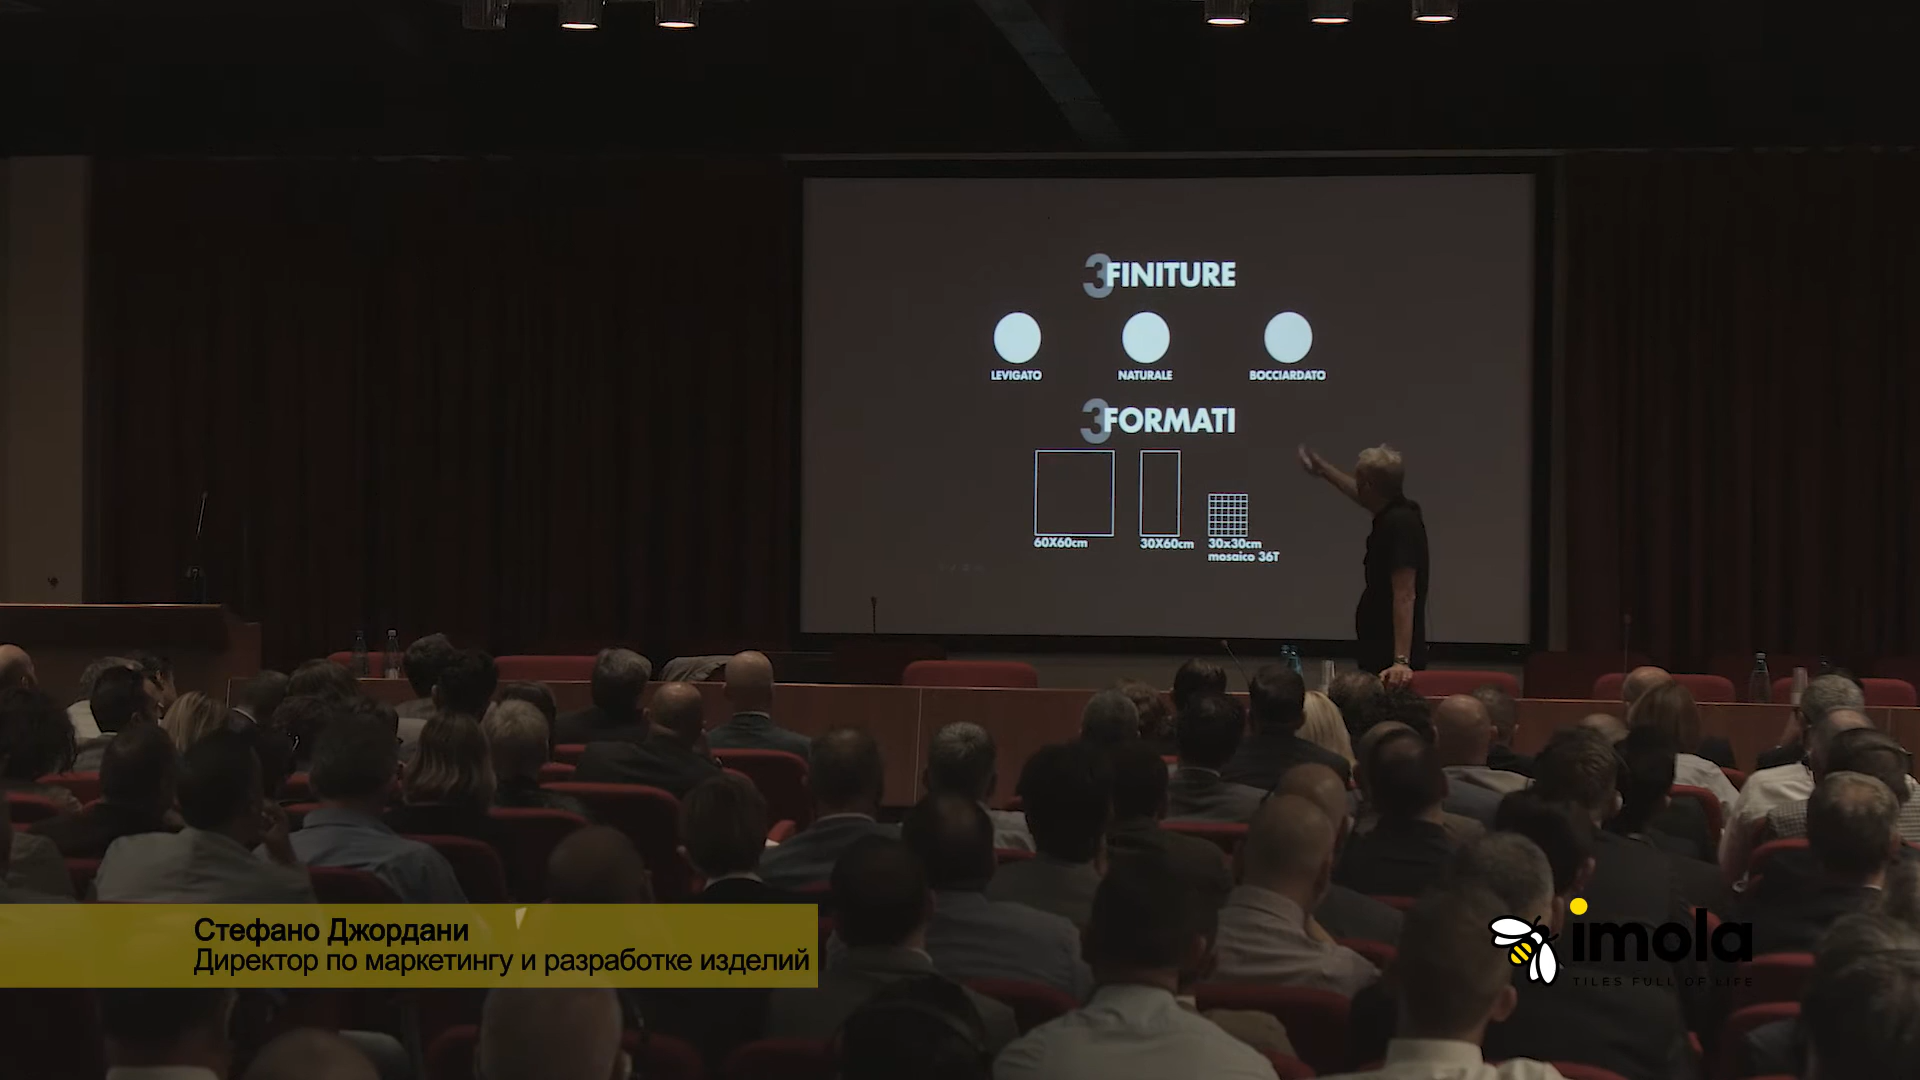 3FINITURE
LEVIGATO NATURALE BOCCIARDATO
3FORMATI
60X60cm 30X60cm 30x30cm
mosaico 36T
Стефано Джордани
Директор по маркетингу и разработке изделий
imola
TILES FULL OF LIFE